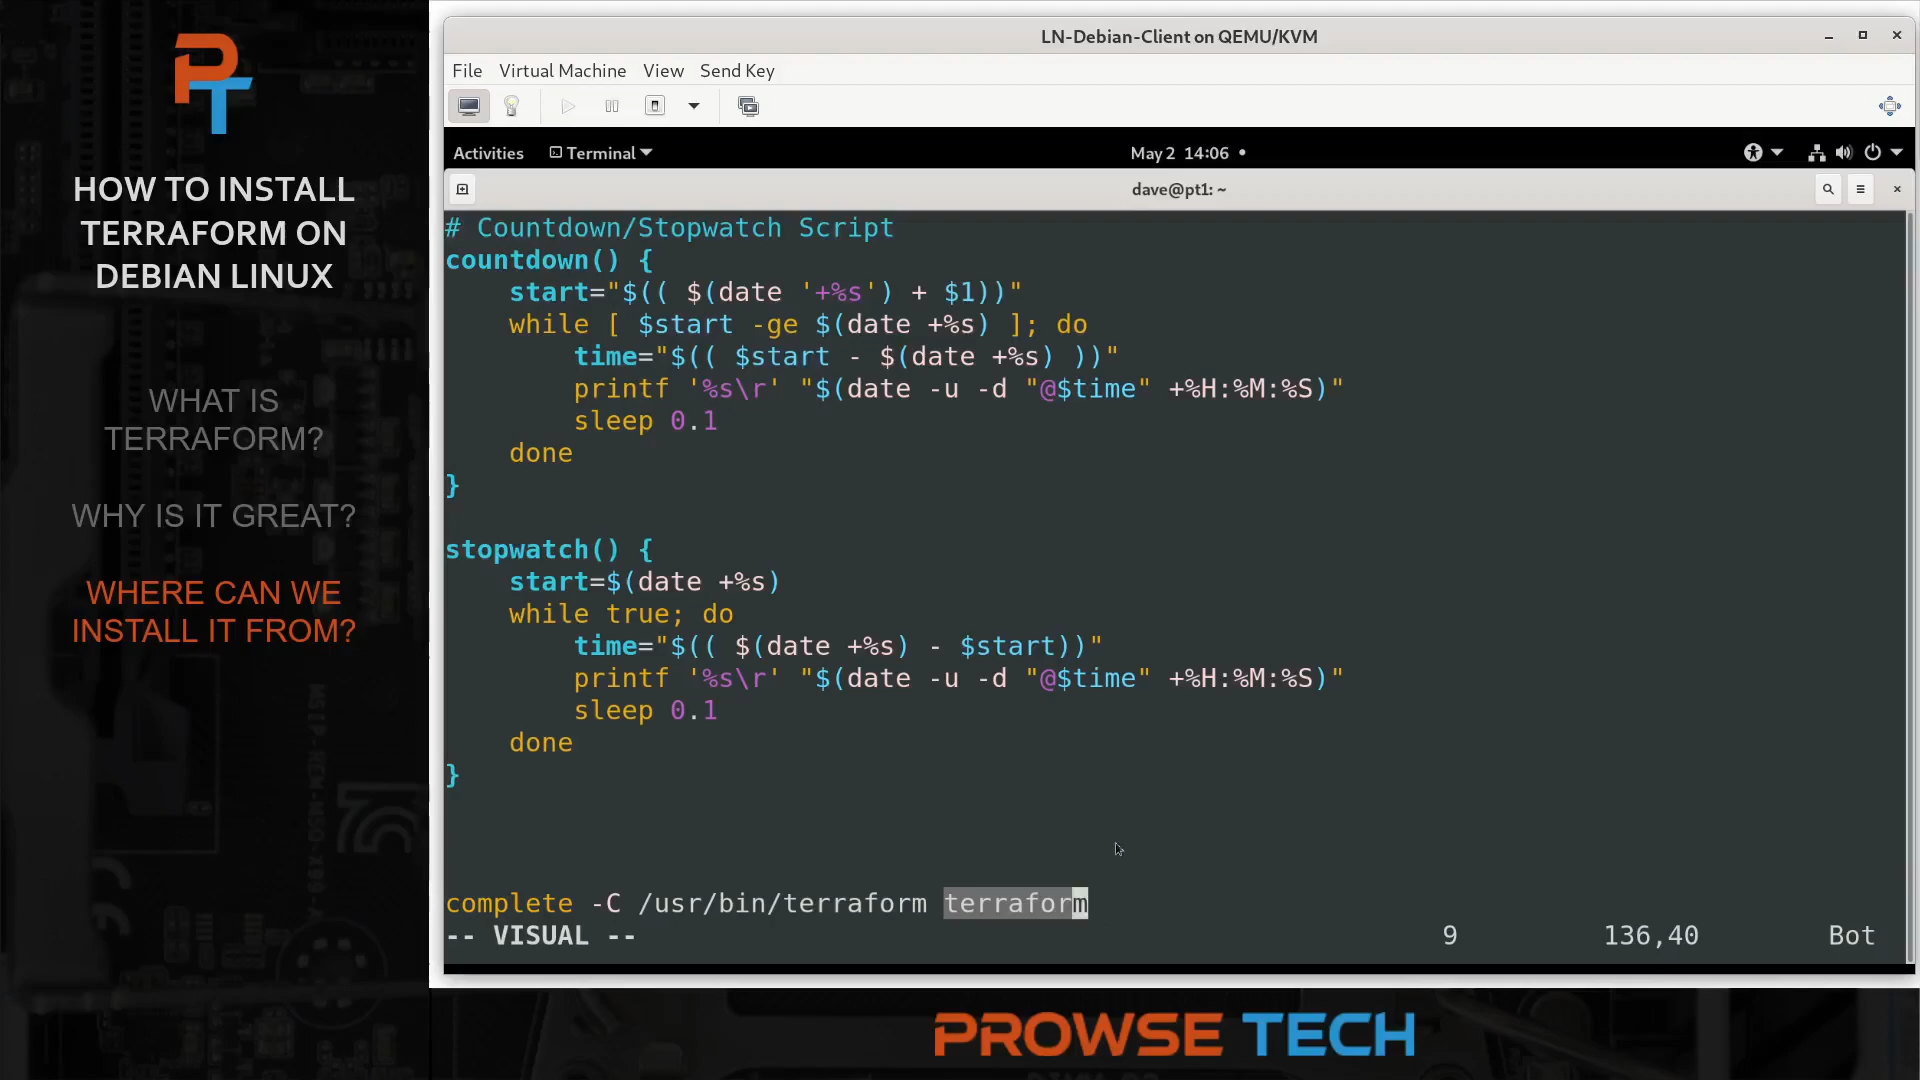 PT
HOW TO INSTALL
TERRAFORM ON
DEBIAN LINUX
WHAT IS
TERRAFORM?
WHY IS IT GREAT?
WHERE CAN WE
INSTALL IT FROM?
LN-Debian-Client on QEMU/KVM
File Virtual Machine View Send Key
Activities Terminal May 2 14:06
dave@pt1: ~
# Countdown/Stopwatch Script
countdown() {
    start="$(( $(date '+%s') + $1))"
    while [ $start -ge $(date +%s) ]; do
        time="$(( $start - $(date +%s) ))"
        printf '%s\r' "$(date -u -d "@$time" +%H:%M:%S)"
        sleep 0.1
    done
}
stopwatch() {
    start=$(date +%s)
    while true; do
        time="$(( $(date +%s) - $start))"
        printf '%s\r' "$(date -u -d "@$time" +%H:%M:%S)"
        sleep 0.1
    done
}
complete -C /usr/bin/terraform terraform
-- VISUAL -- 9 136,40 Bot
PROWSE TECH